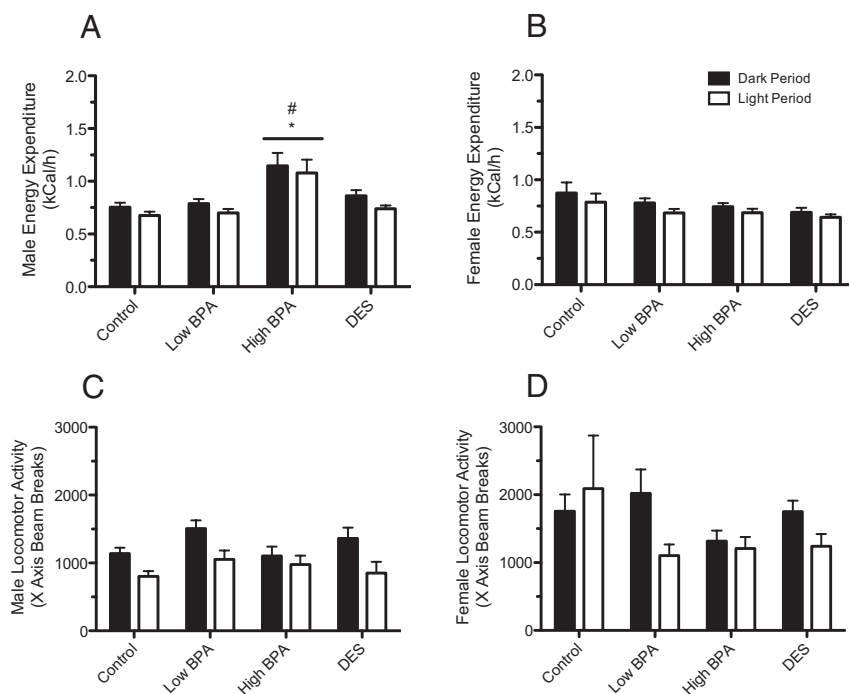 A
Male Energy Expenditure
(kCal/h)
2.0
1.5
1.0
0.5
0.0
#
*
Control
Low BPA
High BPA
DES
B
Female Energy Expenditure
(kCal/h)
2.0
1.5
1.0
0.5
0.0
Dark Period
Light Period
Control
Low BPA
High BPA
DES
C
Male Locomotor Activity
(X Axis Beam Breaks)
3000
2000
1000
0
Control
Low BPA
High BPA
DES
D
Female Locomotor Activity
(X Axis Beam Breaks)
3000
2000
1000
0
Control
Low BPA
High BPA
DES